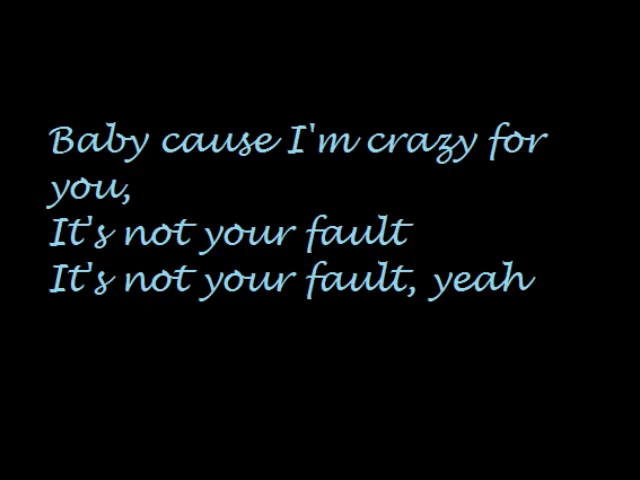 Baby cause I'm crazy for
you,
It's not your fault
It's not your fault, yeah